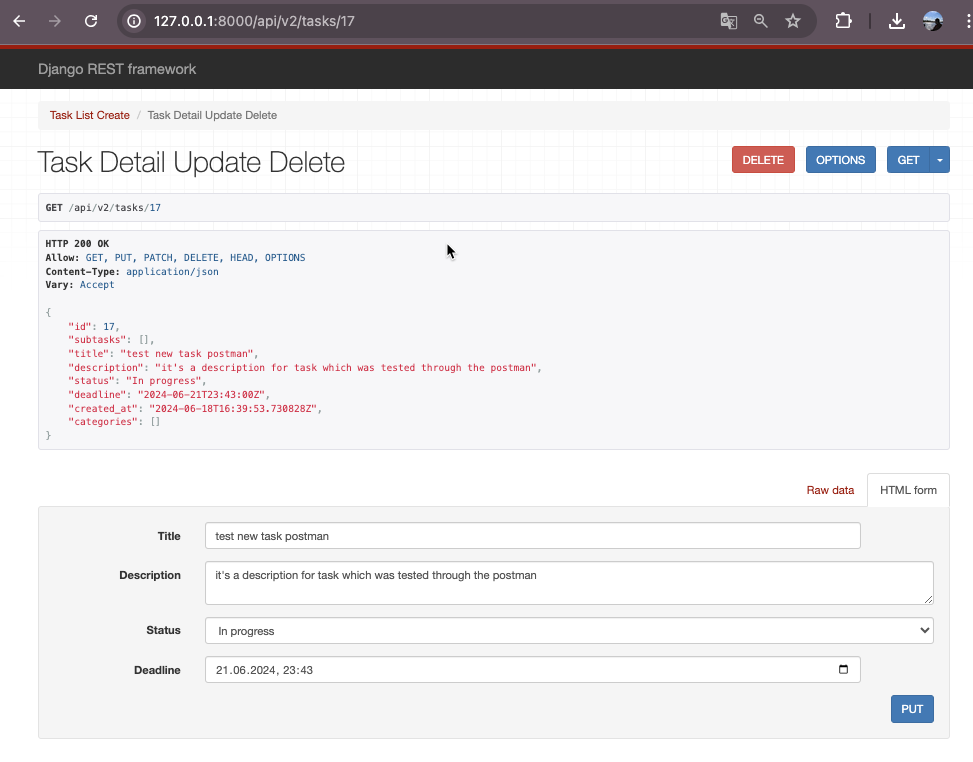 127.0.0.1:8000/api/v2/tasks/17
Django REST framework
Task List Create / Task Detail Update Delete
Task Detail Update Delete
DELETE
OPTIONS
GET
GET /api/v2/tasks/17
HTTP 200 OK
Allow: GET, PUT, PATCH, DELETE, HEAD, OPTIONS
Content-Type: application/json
Vary: Accept
{
"id": 17,
"subtasks": [],
"title": "test new task postman",
"description": "it's a description for task which was tested through the postman",
"status": "In progress",
"deadline": "2024-06-21T23:43:00Z",
"created_at": "2024-06-18T16:39:53.730828Z",
"categories": []
}
Raw data
HTML form
Title
test new task postman
Description
it's a description for task which was tested through the postman
Status
In progress
Deadline
21.06.2024, 23:43
PUT